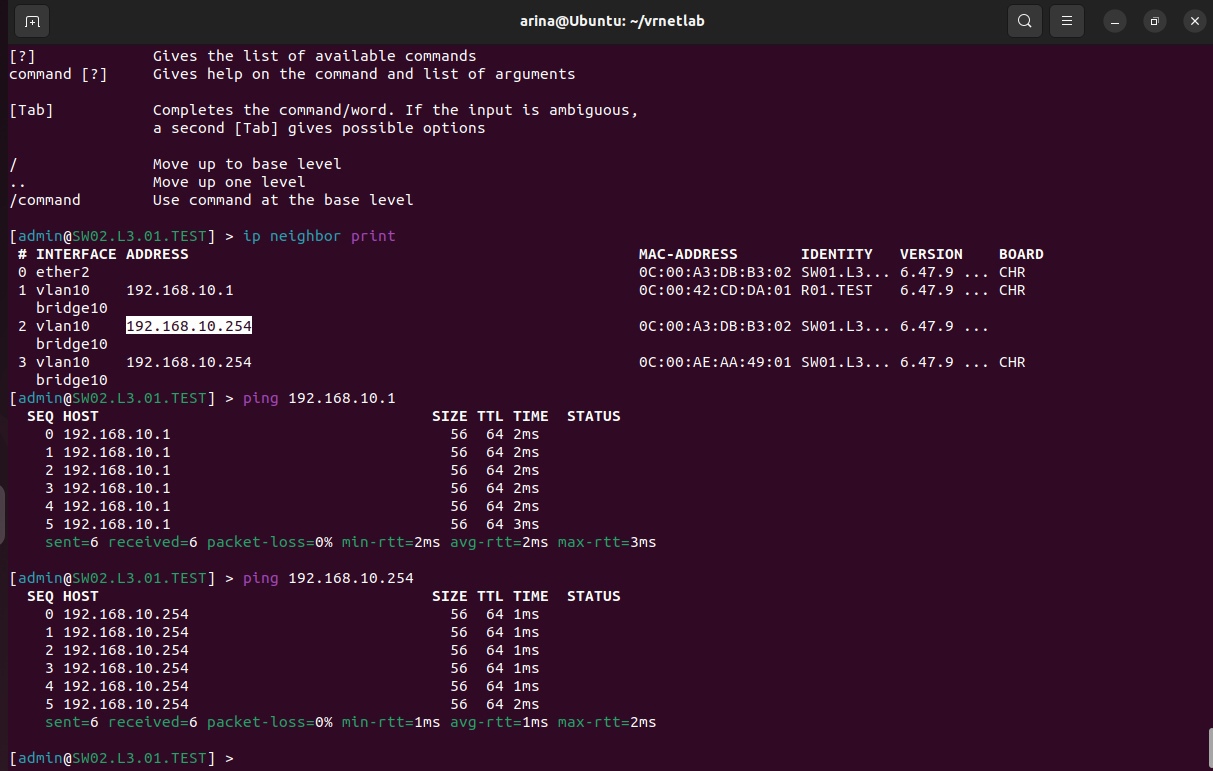 arina@Ubuntu: ~/vrnetlab
[?]             Gives the list of available commands
command [?]     Gives help on the command and list of arguments
[Tab]           Completes the command/word. If the input is ambiguous,
                a second [Tab] gives possible options
/               Move up to base level
..              Move up one level
/command        Use command at the base level
[admin@SW02.L3.01.TEST] > ip neighbor print
 # INTERFACE ADDRESS                                                  MAC-ADDRESS       IDENTITY   VERSION    BOARD
 0 ether2                                                             0C:00:A3:DB:B3:02 SW01.L3... 6.47.9 ... CHR
 1 vlan10    192.168.10.1                                             0C:00:42:CD:DA:01 R01.TEST   6.47.9 ... CHR
   bridge10
 2 vlan10    192.168.10.254                                           0C:00:A3:DB:B3:02 SW01.L3... 6.47.9 ...
   bridge10
 3 vlan10    192.168.10.254                                           0C:00:AE:AA:49:01 SW01.L3... 6.47.9 ... CHR
   bridge10
[admin@SW02.L3.01.TEST] > ping 192.168.10.1
  SEQ HOST                                     SIZE TTL TIME  STATUS
    0 192.168.10.1                               56  64 2ms
    1 192.168.10.1                               56  64 2ms
    2 192.168.10.1                               56  64 2ms
    3 192.168.10.1                               56  64 2ms
    4 192.168.10.1                               56  64 2ms
    5 192.168.10.1                               56  64 3ms
    sent=6 received=6 packet-loss=0% min-rtt=2ms avg-rtt=2ms max-rtt=3ms
[admin@SW02.L3.01.TEST] > ping 192.168.10.254
  SEQ HOST                                     SIZE TTL TIME  STATUS
    0 192.168.10.254                             56  64 1ms
    1 192.168.10.254                             56  64 1ms
    2 192.168.10.254                             56  64 1ms
    3 192.168.10.254                             56  64 1ms
    4 192.168.10.254                             56  64 1ms
    5 192.168.10.254                             56  64 2ms
    sent=6 received=6 packet-loss=0% min-rtt=1ms avg-rtt=1ms max-rtt=2ms
[admin@SW02.L3.01.TEST] >